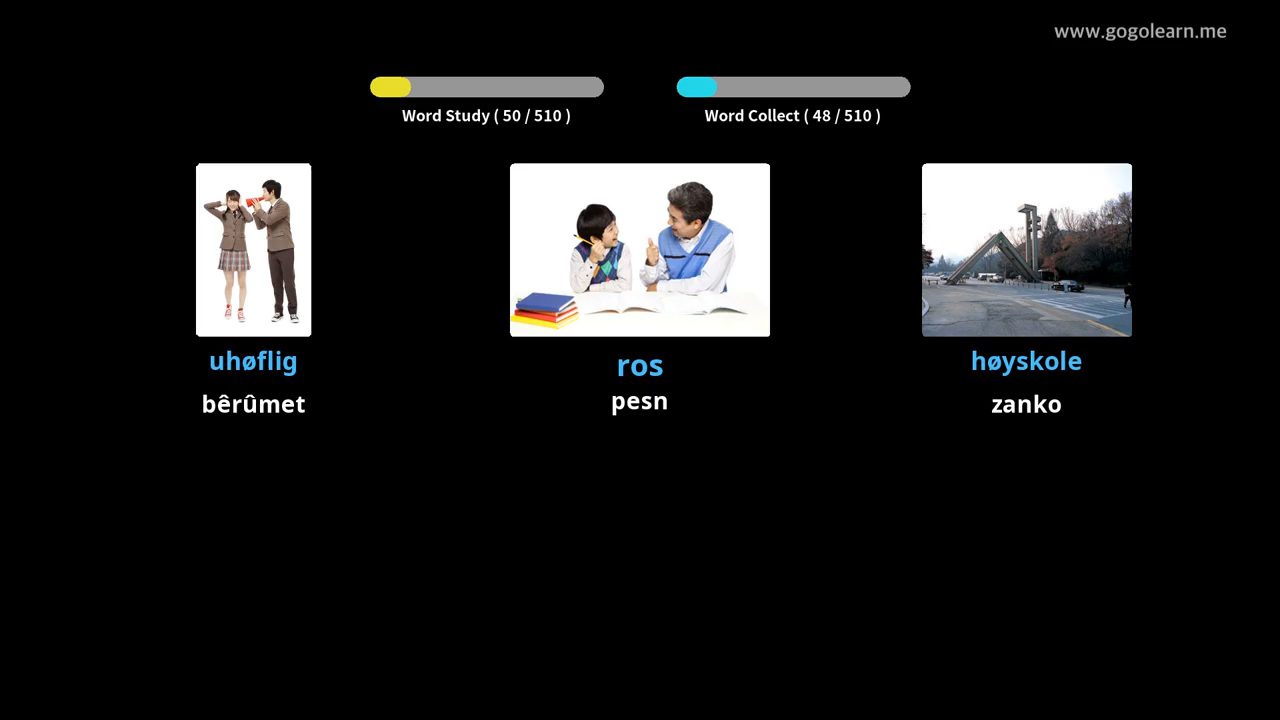 www.gogolearn.me
Word Study ( 50 / 510 )
Word Collect ( 48 / 510 )
uhøflig
bêrûmet
ros
pesn
høyskole
zanko